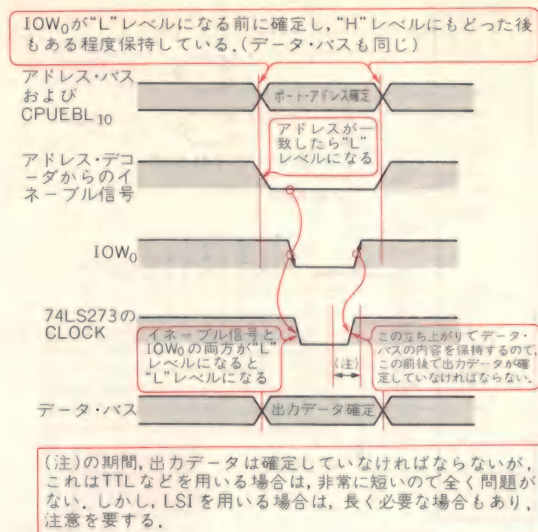 IOW₀が“L”レベルになる前に確定し,“H”レベルにもどった後
もある程度保持している.(データ・バスも同じ)
アドレス・バス
および
CPUEBL₁₀
ポート・アドレス確定
アドレスが一
致したら“L”
レベルになる
アドレス・デコ
ーダからのイ
ネーブル信号
IOW₀
74LS273の
CLOCK
イネーブル信号と,
IOW₀の両方が“L”
レベルになると
“L”レベルになる
(注)
この立ち上がりでデータ・
バスの内容を保持するので,
この前後で出力データが確
定していなければならない.
データ・バス
出力データ確定
(注)の期間,出力データは確定していなければならないが,
これはTTLなどを用いる場合は,非常に短いので全く問題が
ない.しかし,LSIを用いる場合は,長く必要な場合もあり,
注意を要する.